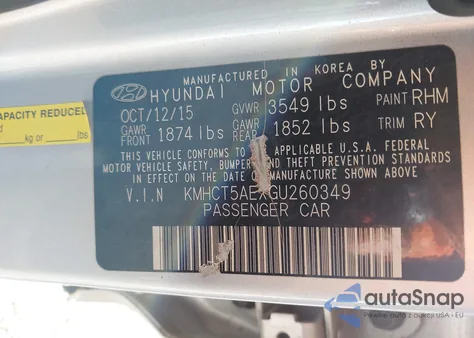 MANUFACTURED IN KOREA BY
HYUNDAI MOTOR COMPANY
OCT/12/15 GVWR 3549 lbs PAINT RHM
GAWR 1874 lbs GAWR REAR 1852 lbs TRIM RY
THIS VEHICLE CONFORMS TO ALL APPLICABLE U.S.A. FEDERAL
MOTOR VEHICLE SAFETY, BUMPER AND THEFT PREVENTION STANDARDS
IN EFFECT ON THE DATE OF MANUFACTURE SHOWN ABOVE.
V.I.N KMHCT5AEXGU260349
PASSENGER CAR
CAPACITY REDUCED
kg or lbs
autoSnap